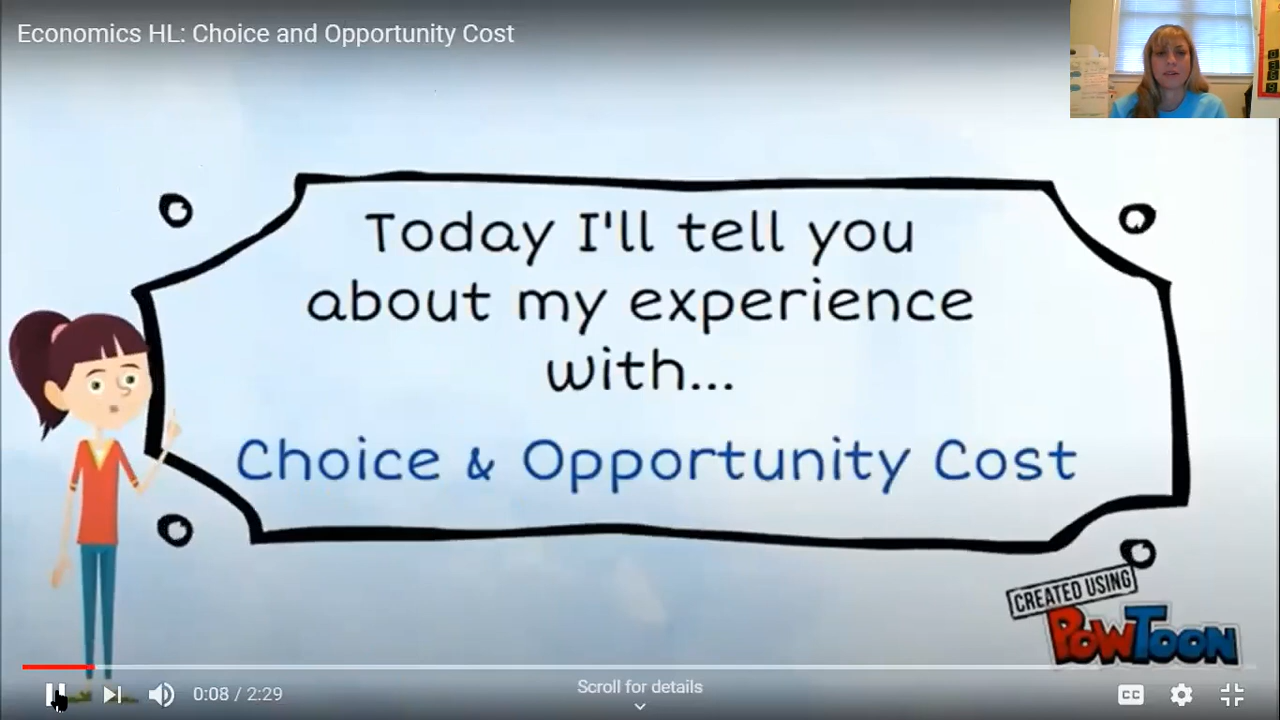 Economics HL: Choice and Opportunity Cost
Today I'll tell you
about my experience
with...
Choice & Opportunity Cost
CREATED USING
POWTOON
0:08 / 2:29
Scroll for details
CC